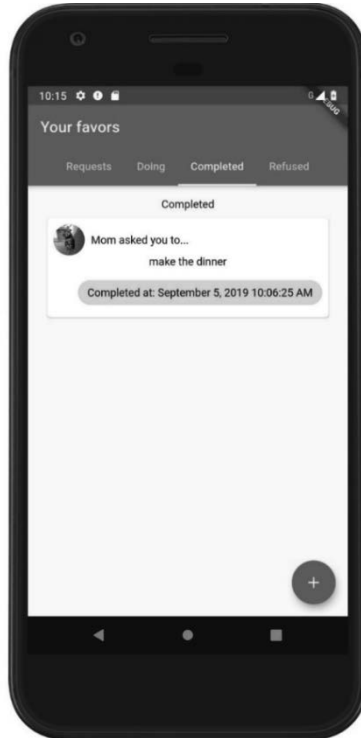 10:15
G
BUG
Your favors
Requests Doing Completed Refused
Completed
Mom asked you to...
make the dinner
Completed at: September 5, 2019 10:06:25 AM
+